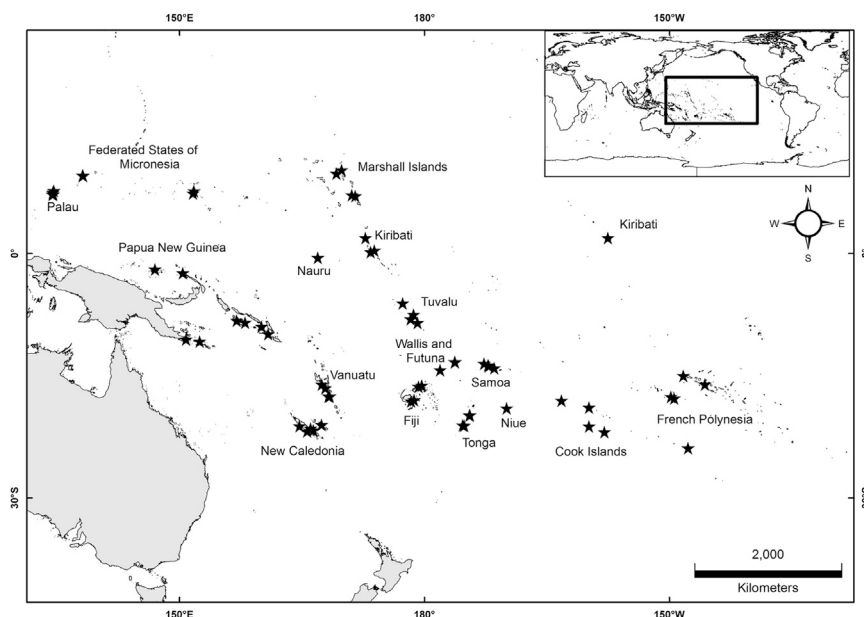 150°E
180°
150°W
Federated States of
Micronesia
Marshall Islands
Palau
N
W
E
S
Kiribati
Kiribati
0°
0°
Papua New Guinea
Nauru
Tuvalu
Wallis and
Futuna
Samoa
Vanuatu
Fiji
Niue
French Polynesia
Tonga
New Caledonia
Cook Islands
30°S
30°S
2,000
Kilometers
150°E
180°
150°W